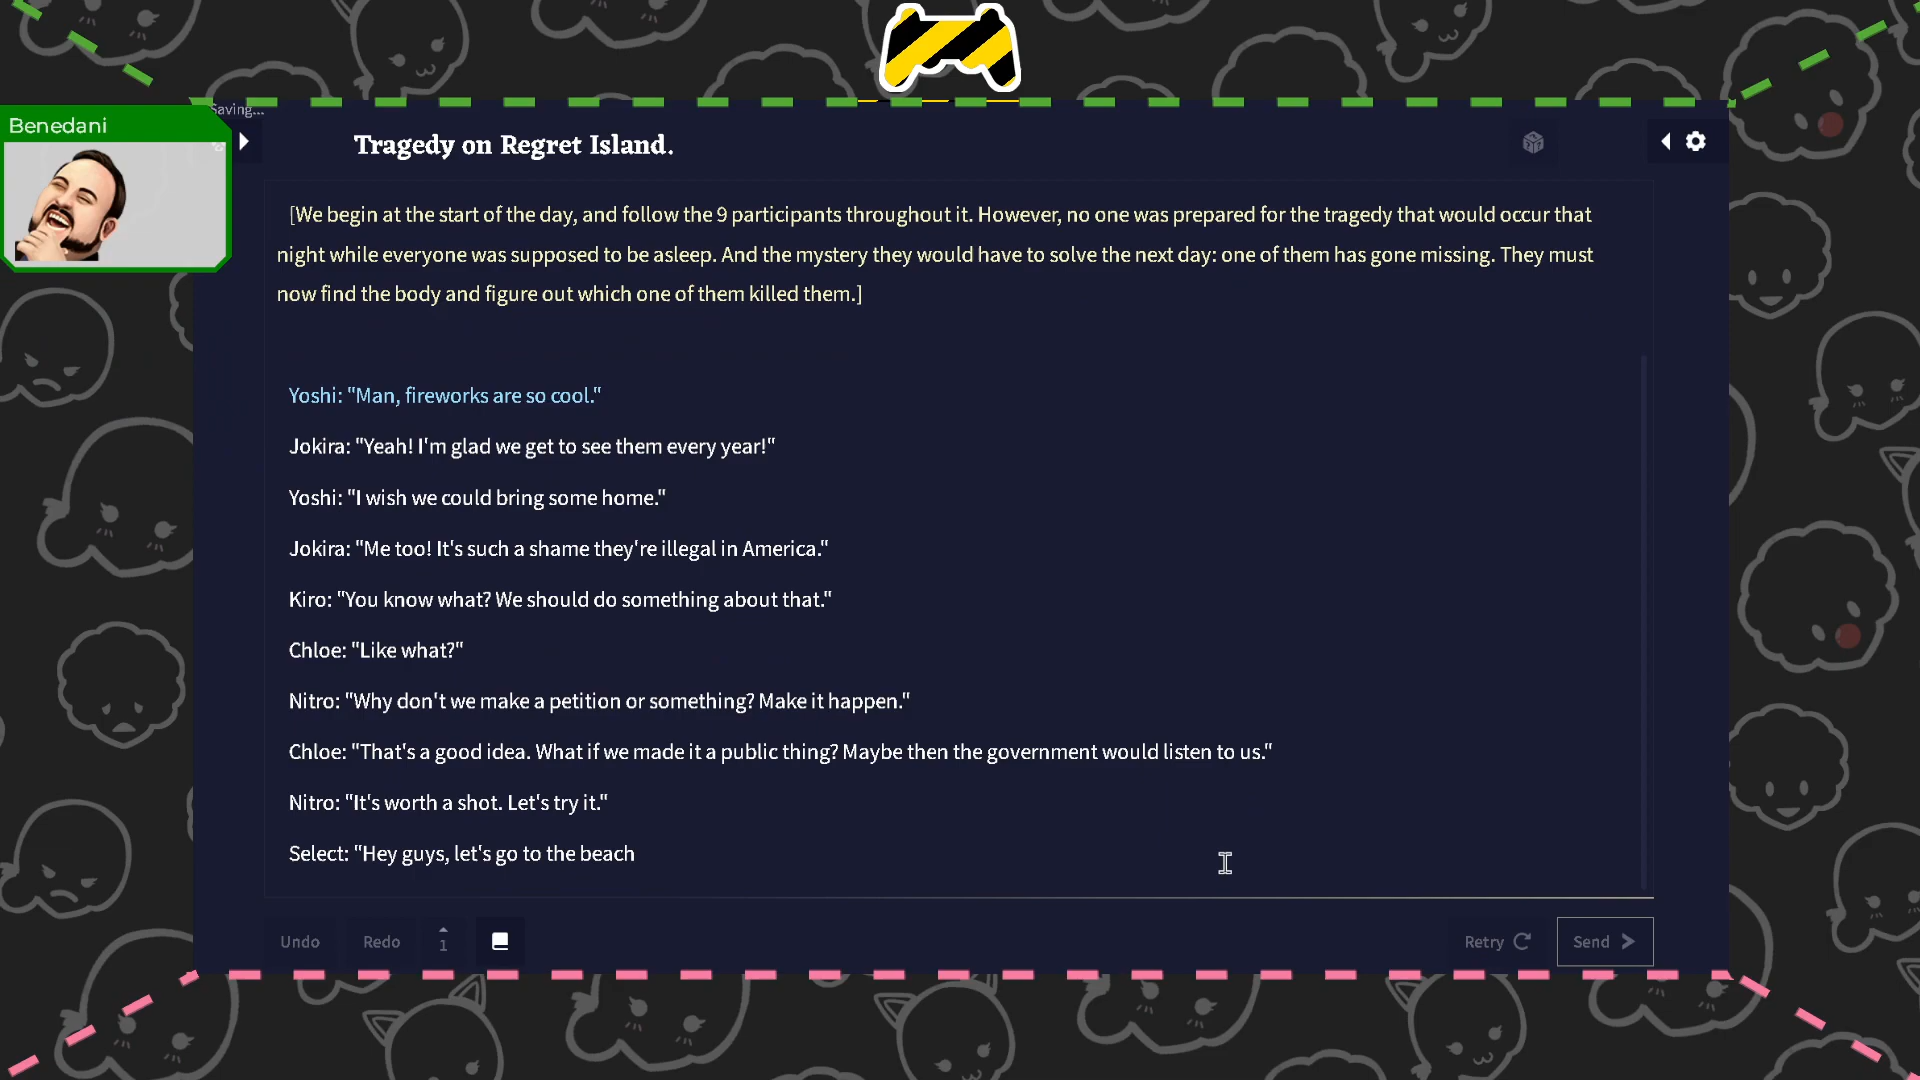 Saving...
Benedani
Tragedy on Regret Island.
[We begin at the start of the day, and follow the 9 participants throughout it. However, no one was prepared for the tragedy that would occur that
night while everyone was supposed to be asleep. And the mystery they would have to solve the next day: one of them has gone missing. They must
now find the body and figure out which one of them killed them.]
Yoshi: "Man, fireworks are so cool."
Jokira: "Yeah! I'm glad we get to see them every year!"
Yoshi: "I wish we could bring some home."
Jokira: "Me too! It's such a shame they're illegal in America."
Kiro: "You know what? We should do something about that."
Chloe: "Like what?"
Nitro: "Why don't we make a petition or something? Make it happen."
Chloe: "That's a good idea. What if we made it a public thing? Maybe then the government would listen to us."
Nitro: "It's worth a shot. Let's try it."
Select: "Hey guys, let's go to the beach
Undo Redo 1 Retry Send